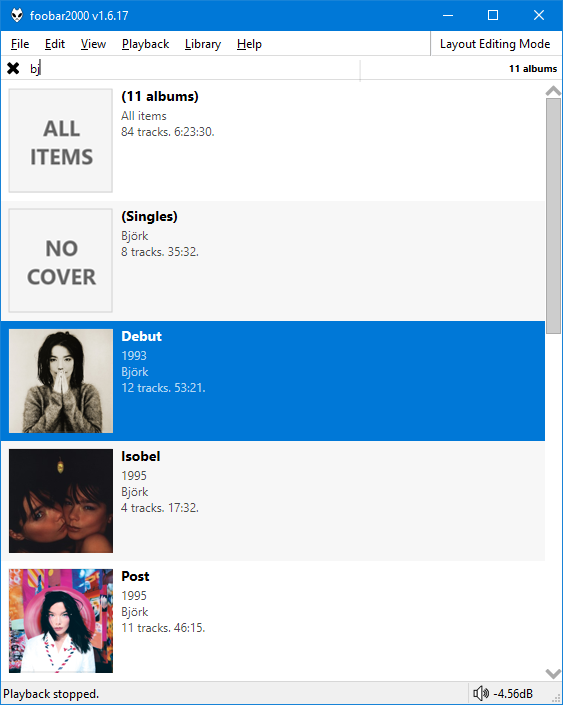 foobar2000 v1.6.17
File Edit View Playback Library Help Layout Editing Mode
bj 11 albums
ALL
ITEMS
(11 albums)
All items
84 tracks. 6:23:30.
NO
COVER
(Singles)
Björk
8 tracks. 35:32.
Debut
1993
Björk
12 tracks. 53:21.
Isobel
1995
Björk
4 tracks. 17:32.
Post
1995
Björk
11 tracks. 46:15.
Playback stopped. -4.56dB